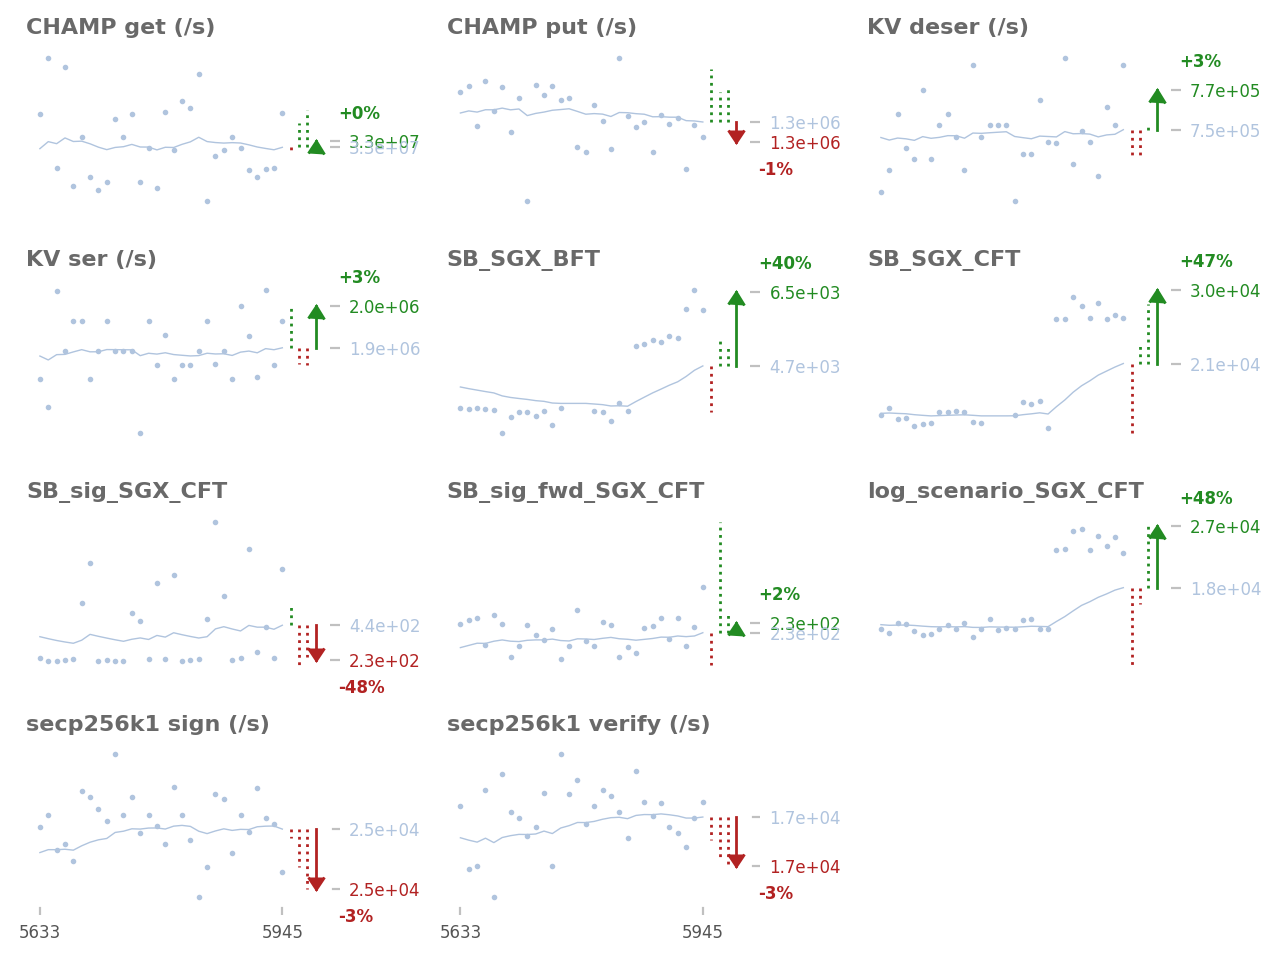 CHAMP get (/s)
+0%
3.3e+07
3.3e+07
CHAMP put (/s)
1.3e+06
1.3e+06
-1%
KV deser (/s)
+3%
7.7e+05
7.5e+05
KV ser (/s)
+3%
2.0e+06
1.9e+06
SB_SGX_BFT
+40%
6.5e+03
4.7e+03
SB_SGX_CFT
+47%
3.0e+04
2.1e+04
SB_sig_SGX_CFT
4.4e+02
2.3e+02
-48%
SB_sig_fwd_SGX_CFT
+2%
2.3e+02
2.3e+02
log_scenario_SGX_CFT
+48%
2.7e+04
1.8e+04
secp256k1 sign (/s)
2.5e+04
2.5e+04
-3%
5633
5945
secp256k1 verify (/s)
1.7e+04
1.7e+04
-3%
5633
5945